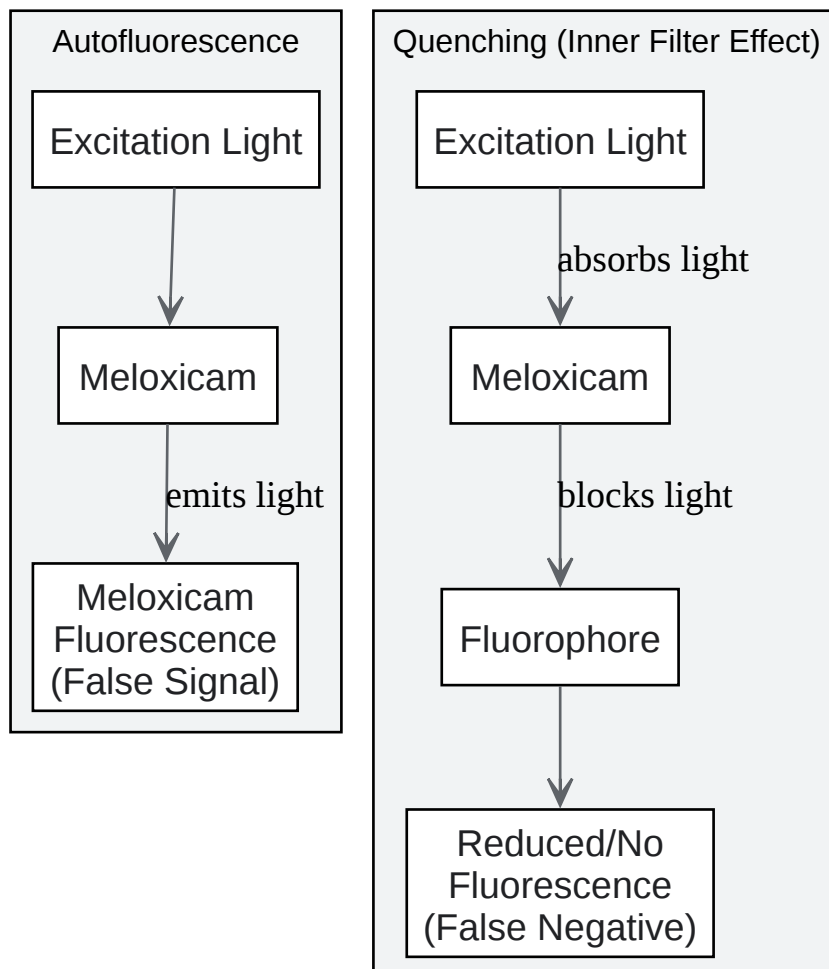 Autofluorescence
Excitation Light
Meloxicam
emits light
Meloxicam
Fluorescence
(False Signal)
Quenching (Inner Filter Effect)
Excitation Light
absorbs light
Meloxicam
blocks light
Fluorophore
Reduced/No
Fluorescence
(False Negative)